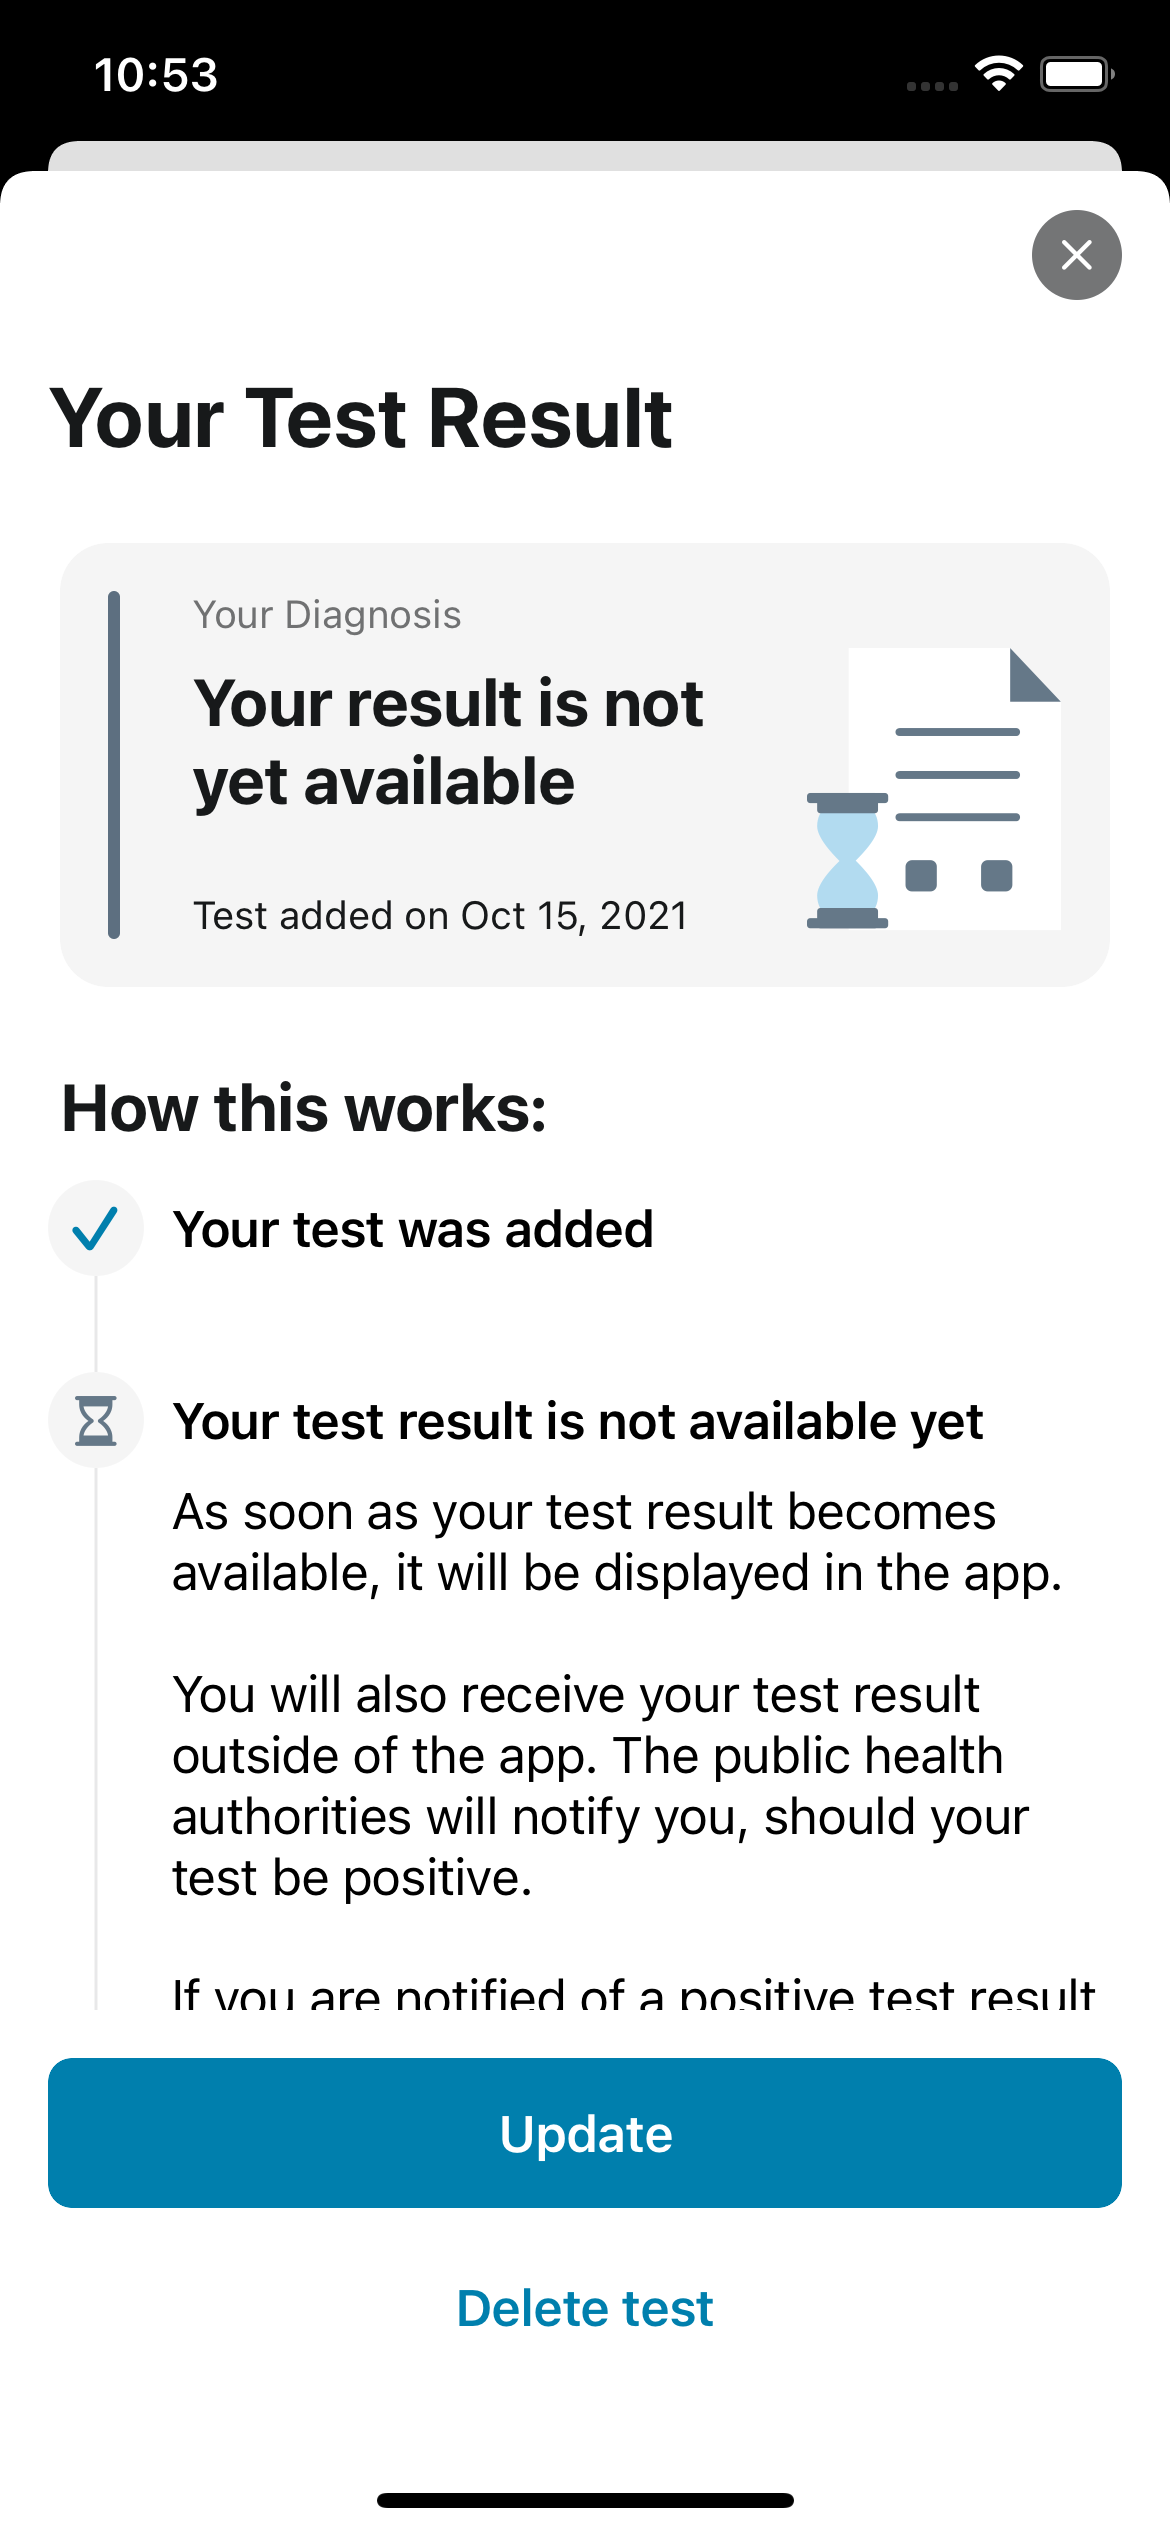 10:53
Your Test Result
Your Diagnosis
Your result is not
yet available
Test added on Oct 15, 2021
How this works:
Your test was added
Your test result is not available yet
As soon as your test result becomes
available, it will be displayed in the app.
You will also receive your test result
outside of the app. The public health
authorities will notify you, should your
test be positive.
If you are notified of a positive test result
Update
Delete test